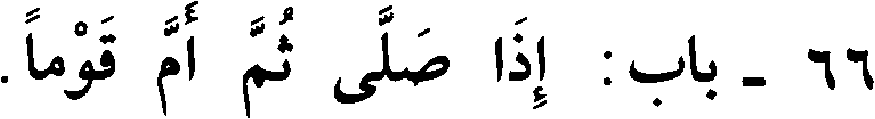 ٦٦ - باب: إِذَا صَلَّى ثُمَّ أَمَّ قَوْماً.